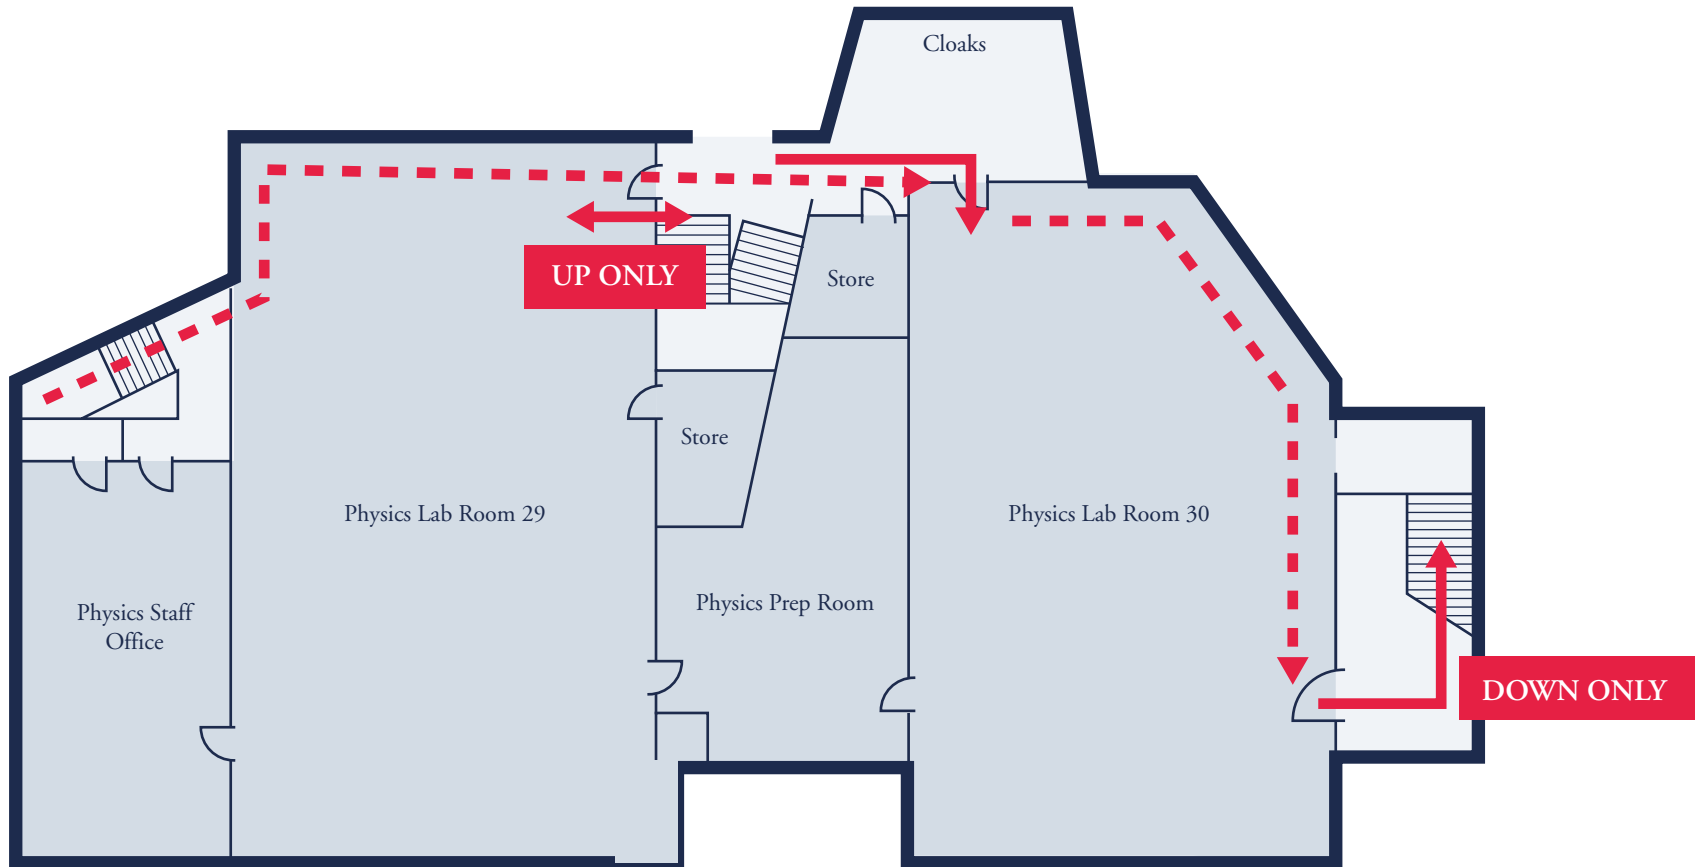 Cloaks
UP ONLY
Store
Store
Physics Lab Room 29
Physics Lab Room 30
Physics Prep Room
Physics Staff
Office
DOWN ONLY